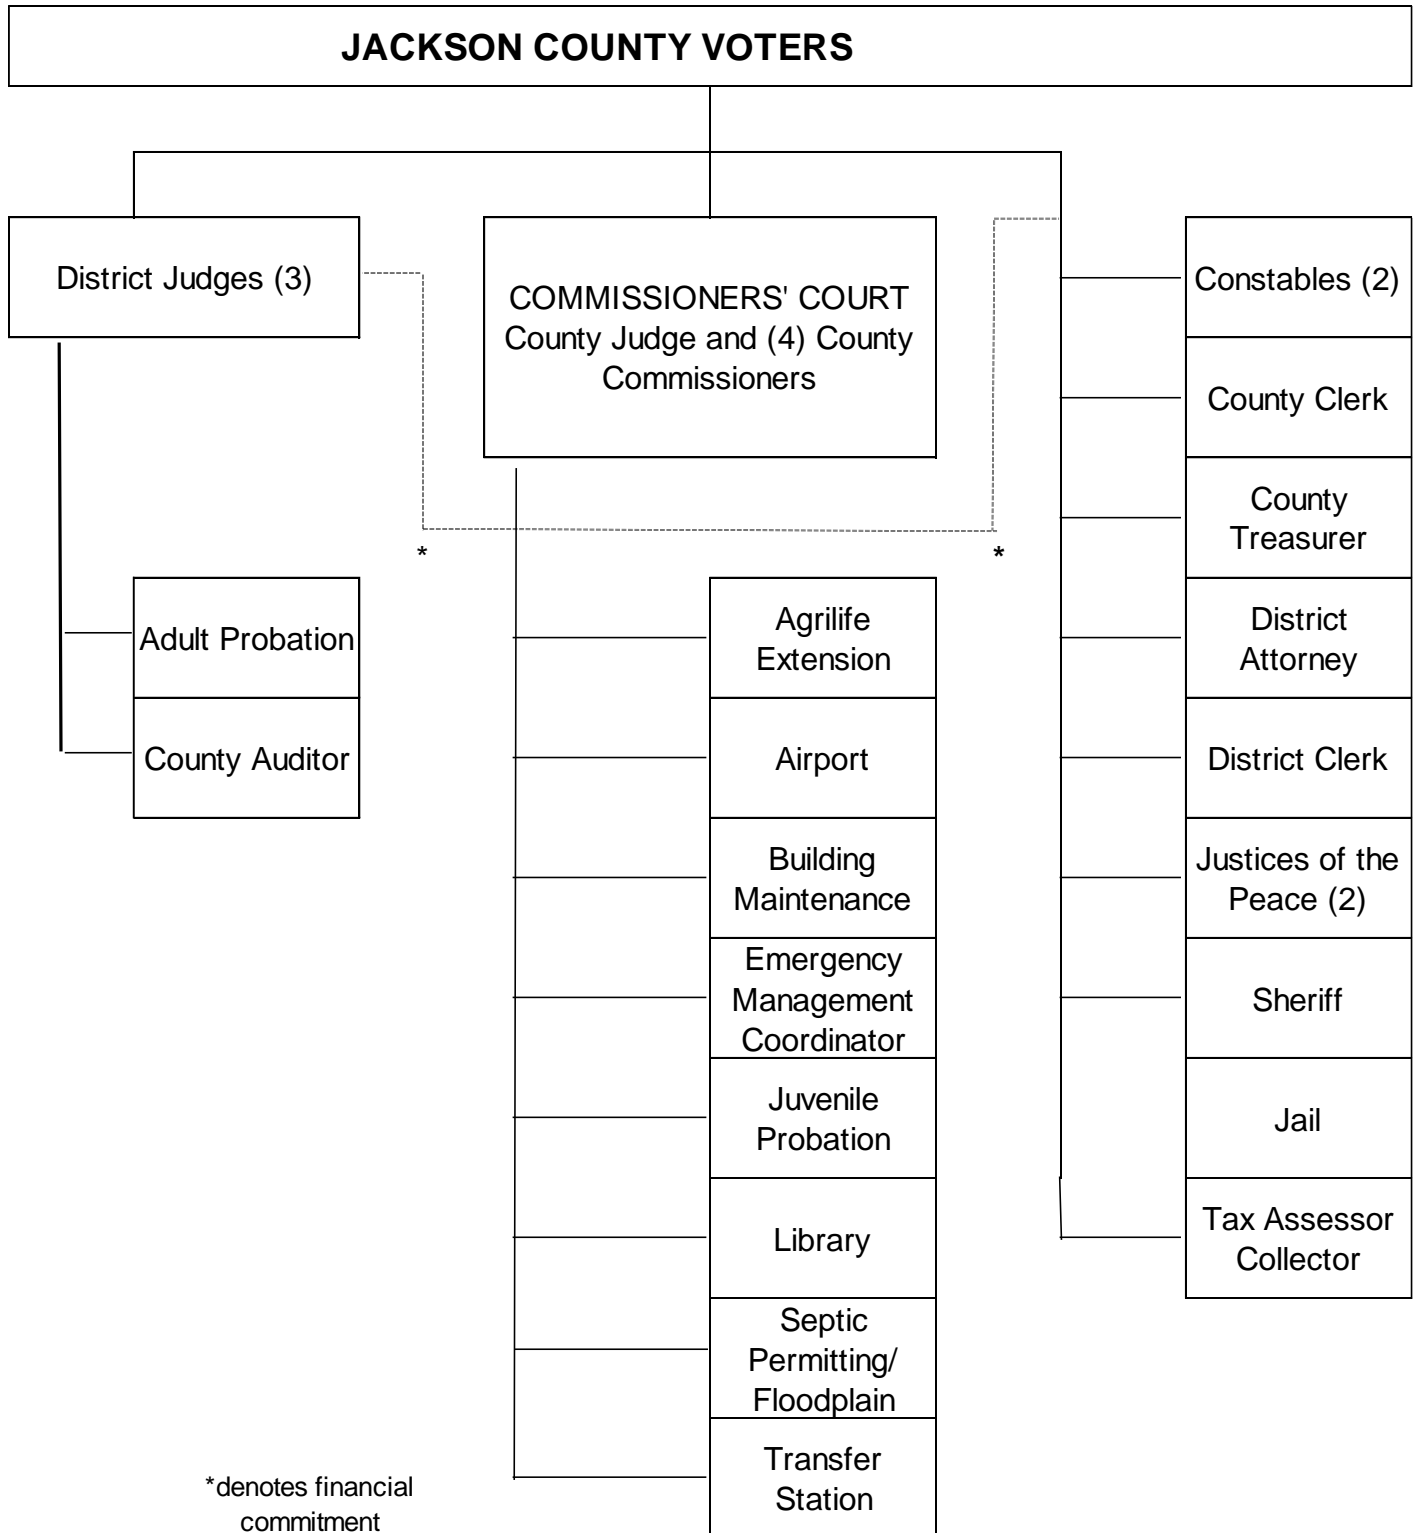 JACKSON COUNTY VOTERS
District Judges (3)
COMMISSIONERS' COURT
County Judge and (4) County
Commissioners
Constables (2)
County Clerk
County
Treasurer
District
Attorney
District Clerk
Justices of the
Peace (2)
Sheriff
Jail
Tax Assessor
Collector
*
*
Adult Probation
County Auditor
Agrilife
Extension
Airport
Building
Maintenance
Emergency
Management
Coordinator
Juvenile
Probation
Library
Septic
Permitting/
Floodplain
Transfer
Station
*denotes financial
commitment